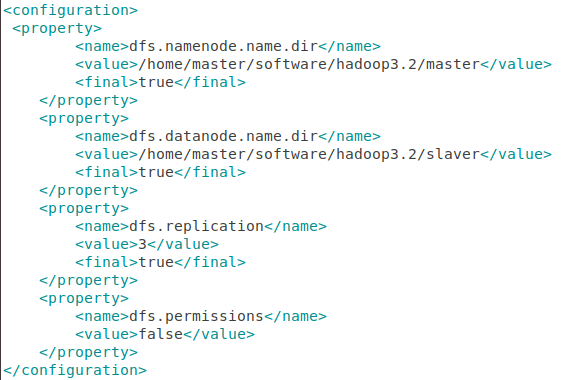 <configuration>
<property>
<name>dfs.namenode.name.dir</name>
<value>/home/master/software/hadoop3.2/master</value>
<final>true</final>
</property>
<property>
<name>dfs.datanode.name.dir</name>
<value>/home/master/software/hadoop3.2/slaver</value>
<final>true</final>
</property>
<property>
<name>dfs.replication</name>
<value>3</value>
<final>true</final>
</property>
<property>
<name>dfs.permissions</name>
<value>false</value>
</property>
</configuration>